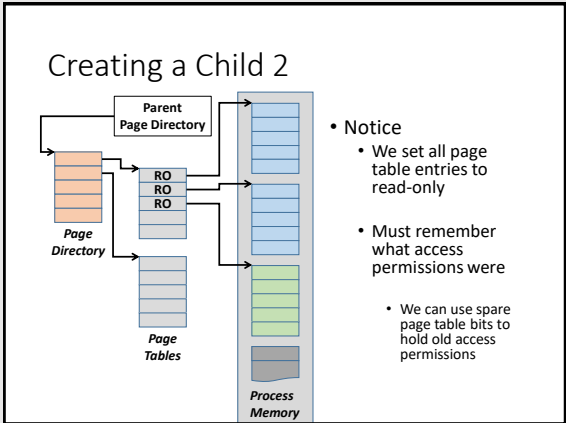 Creating a Child 2
Parent
Page Directory
RO
RO
RO
Page
Directory
Page
Tables
Process
Memory
• Notice
• We set all page
table entries to
read-only
• Must remember
what access
permissions were
• We can use spare
page table bits to
hold old access
permissions